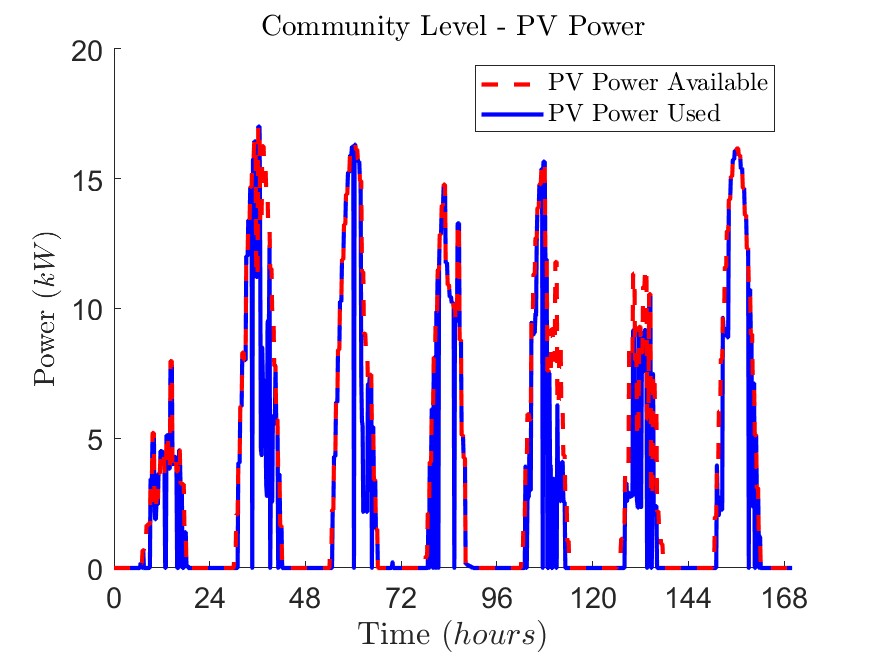 Community Level - PV Power
PV Power Available
PV Power Used
Power (kW)
20
15
10
5
0
0 24 48 72 96 120 144 168
Time (hours)